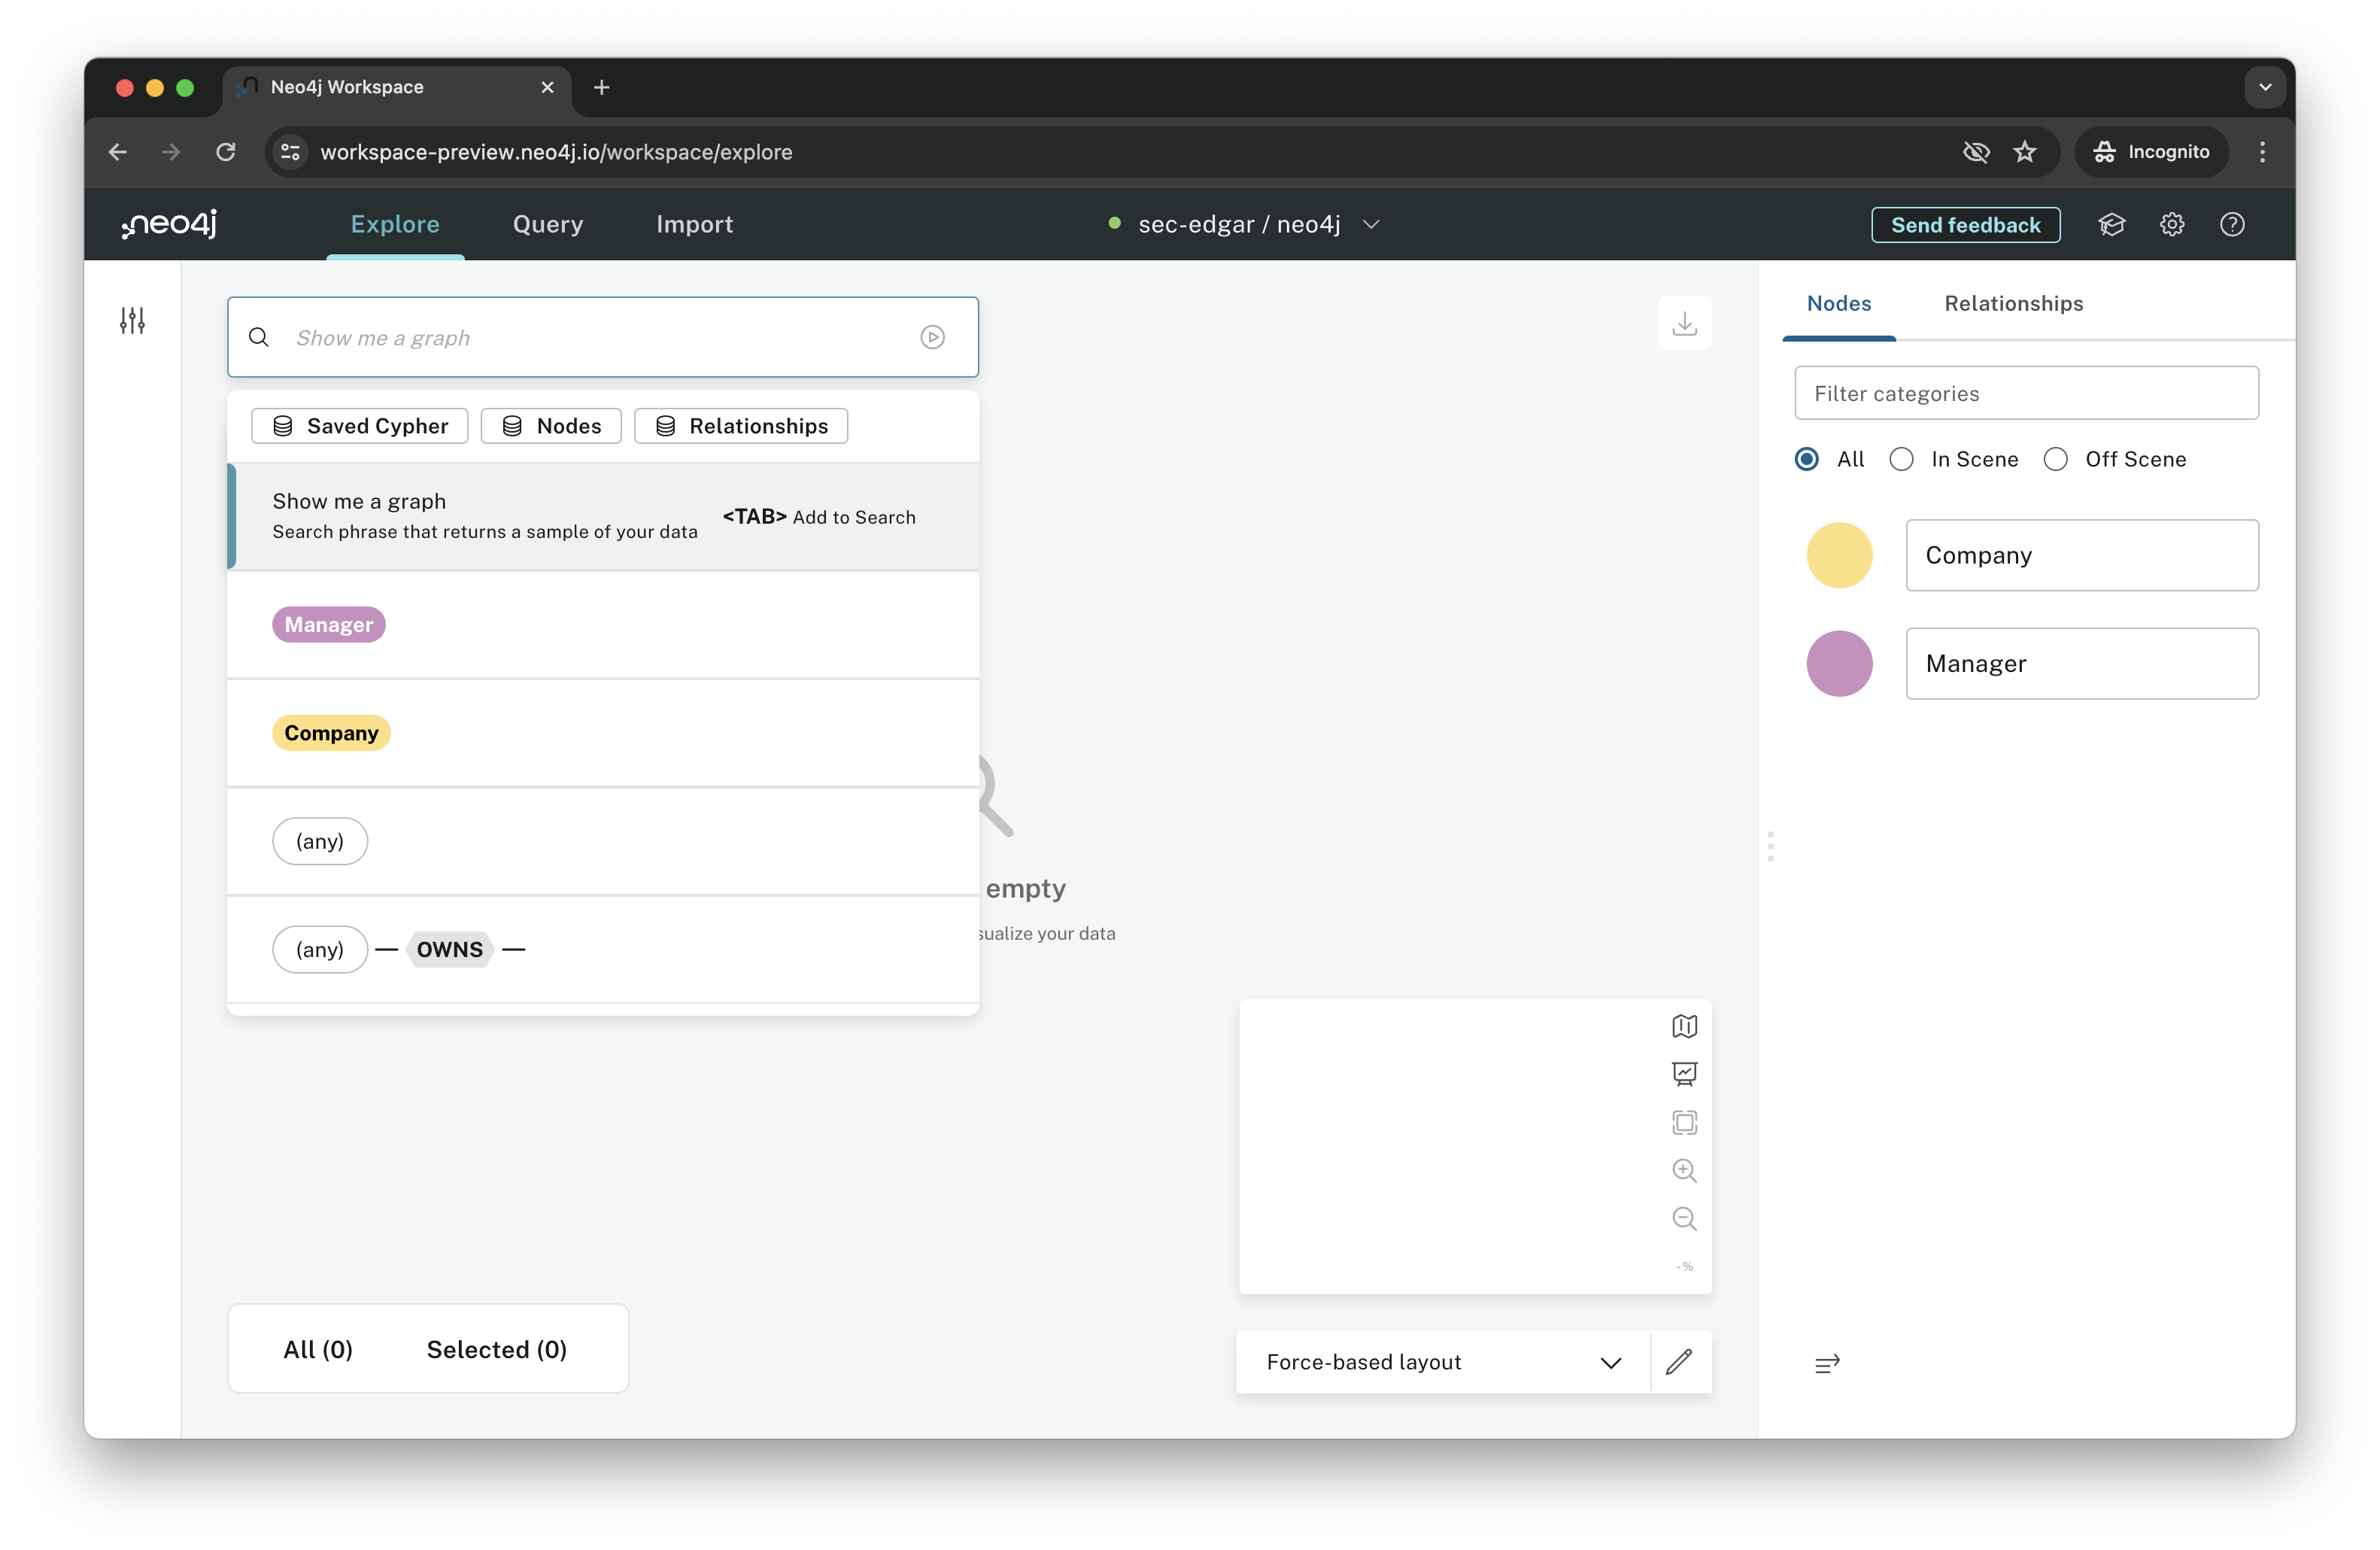 Neo4j Workspace
workspace-preview.neo4j.io/workspace/explore
Incognito
neo4j
Explore
Query
Import
sec-edgar / neo4j
Send feedback
Show me a graph
Saved Cypher
Nodes
Relationships
Show me a graph
Search phrase that returns a sample of your data
<TAB> Add to Search
Manager
Company
(any)
(any) — OWNS —
empty
sualize your data
-%
All (0)
Selected (0)
Force-based layout
Nodes
Relationships
Filter categories
All
In Scene
Off Scene
Company
Manager